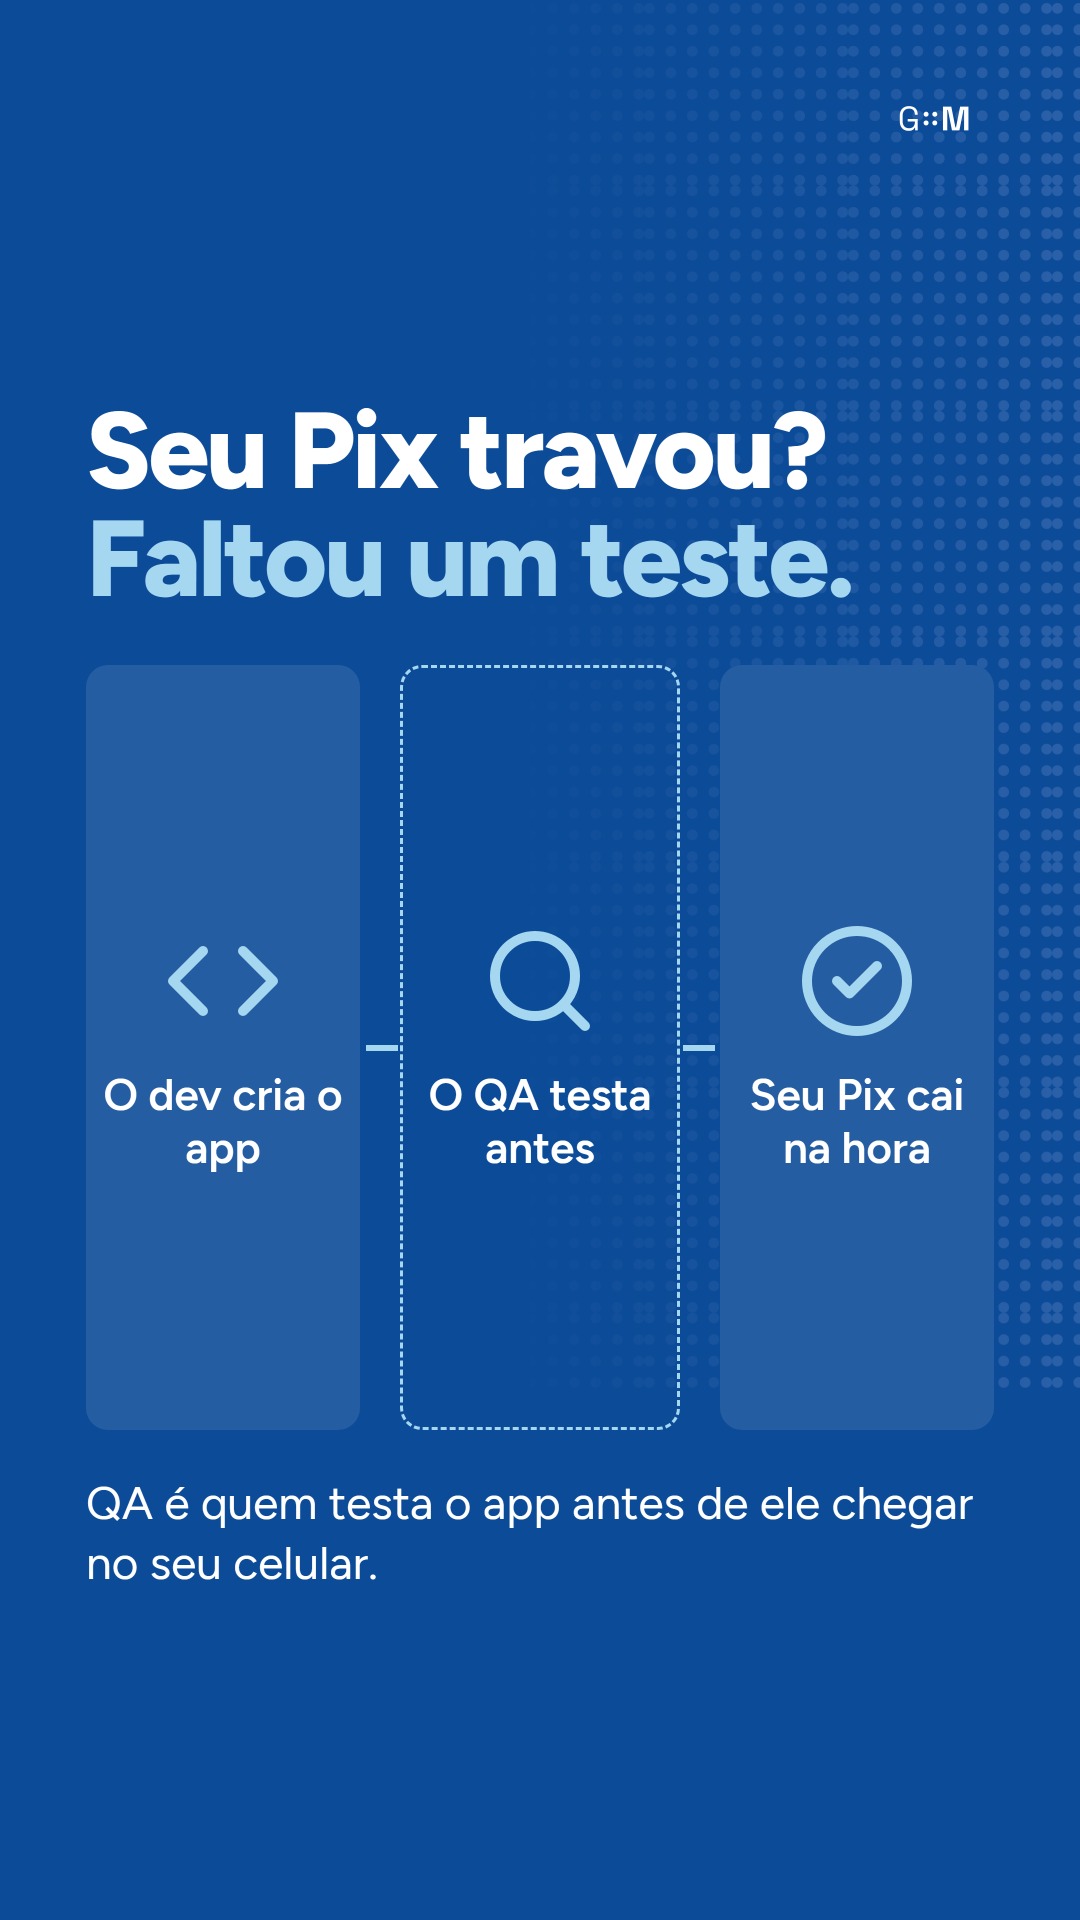 G::M
Seu Pix travou?
Faltou um teste.
O dev cria o
app
O QA testa
antes
Seu Pix cai
na hora
QA é quem testa o app antes de ele chegar
no seu celular.